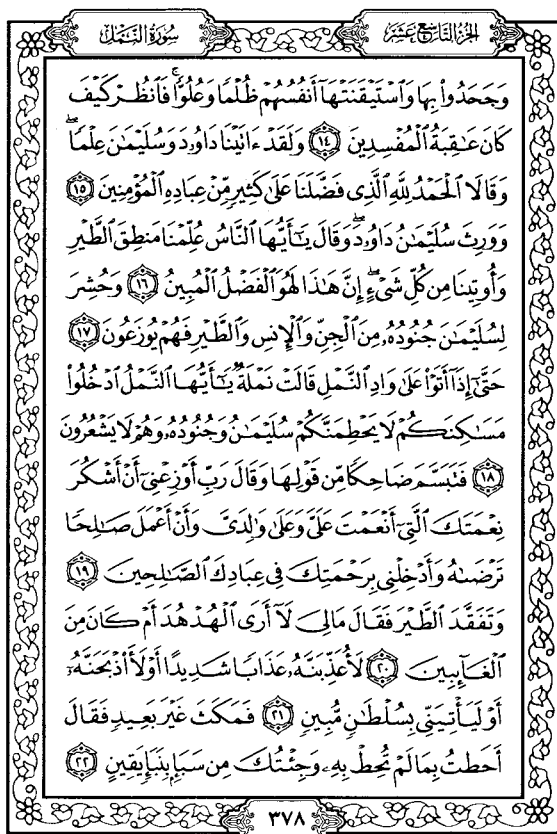 الجزء التاسع عشر
سورة النمل
وَجَحَدُوا۟ بِهَا وَٱسْتَيْقَنَتْهَآ أَنفُسُهُمْ ظُلْمًا وَعُلُوًّا ۚ فَٱنظُرْ كَيْفَ
كَانَ عَـٰقِبَةُ ٱلْمُفْسِدِينَ ١٤ وَلَقَدْ ءَاتَيْنَا دَاوُۥدَ وَسُلَيْمَـٰنَ عِلْمًا ۖ
وَقَالَا ٱلْحَمْدُ لِلَّهِ ٱلَّذِى فَضَّلَنَا عَلَىٰ كَثِيرٍ مِّنْ عِبَادِهِ ٱلْمُؤْمِنِينَ ١٥
وَوَرِثَ سُلَيْمَـٰنُ دَاوُۥدَ ۖ وَقَالَ يَـٰٓأَيُّهَا ٱلنَّاسُ عُلِّمْنَا مَنطِقَ ٱلطَّيْرِ
وَأُوتِينَا مِن كُلِّ شَىْءٍ ۖ إِنَّ هَـٰذَا لَهُوَ ٱلْفَضْلُ ٱلْمُبِينُ ١٦ وَحُشِرَ
لِسُلَيْمَـٰنَ جُنُودُهُۥ مِنَ ٱلْجِنِّ وَٱلْإِنسِ وَٱلطَّيْرِ فَهُمْ يُوزَعُونَ ١٧
حَتَّىٰٓ إِذَآ أَتَوْا۟ عَلَىٰ وَادِ ٱلنَّمْلِ قَالَتْ نَمْلَةٌ يَـٰٓأَيُّهَا ٱلنَّمْلُ ٱدْخُلُوا۟
مَسَـٰكِنَكُمْ لَا يَحْطِمَنَّكُمْ سُلَيْمَـٰنُ وَجُنُودُهُۥ وَهُمْ لَا يَشْعُرُونَ
١٨ فَتَبَسَّمَ ضَاحِكًا مِّن قَوْلِهَا وَقَالَ رَبِّ أَوْزِعْنِىٓ أَنْ أَشْكُرَ
نِعْمَتَكَ ٱلَّتِىٓ أَنْعَمْتَ عَلَىَّ وَعَلَىٰ وَٰلِدَىَّ وَأَنْ أَعْمَلَ صَـٰلِحًا
تَرْضَىٰهُ وَأَدْخِلْنِى بِرَحْمَتِكَ فِى عِبَادِكَ ٱلصَّـٰلِحِينَ ١٩
وَتَفَقَّدَ ٱلطَّيْرَ فَقَالَ مَالِىَ لَآ أَرَى ٱلْهُدْهُدَ أَمْ كَانَ مِنَ
ٱلْغَآئِبِينَ ٢٠ لَأُعَذِّبَنَّهُۥ عَذَابًا شَدِيدًا أَوْ لَأَا۟ذْبَحَنَّهُۥٓ
أَوْ لَيَأْتِيَنِّى بِسُلْطَـٰنٍ مُّبِينٍ ٢١ فَمَكَثَ غَيْرَ بَعِيدٍ فَقَالَ
أَحَطتُ بِمَا لَمْ تُحِطْ بِهِۦ وَجِئْتُكَ مِن سَبَإٍۭ بِنَبَإٍ يَقِينٍ ٢٢
٣٧٨